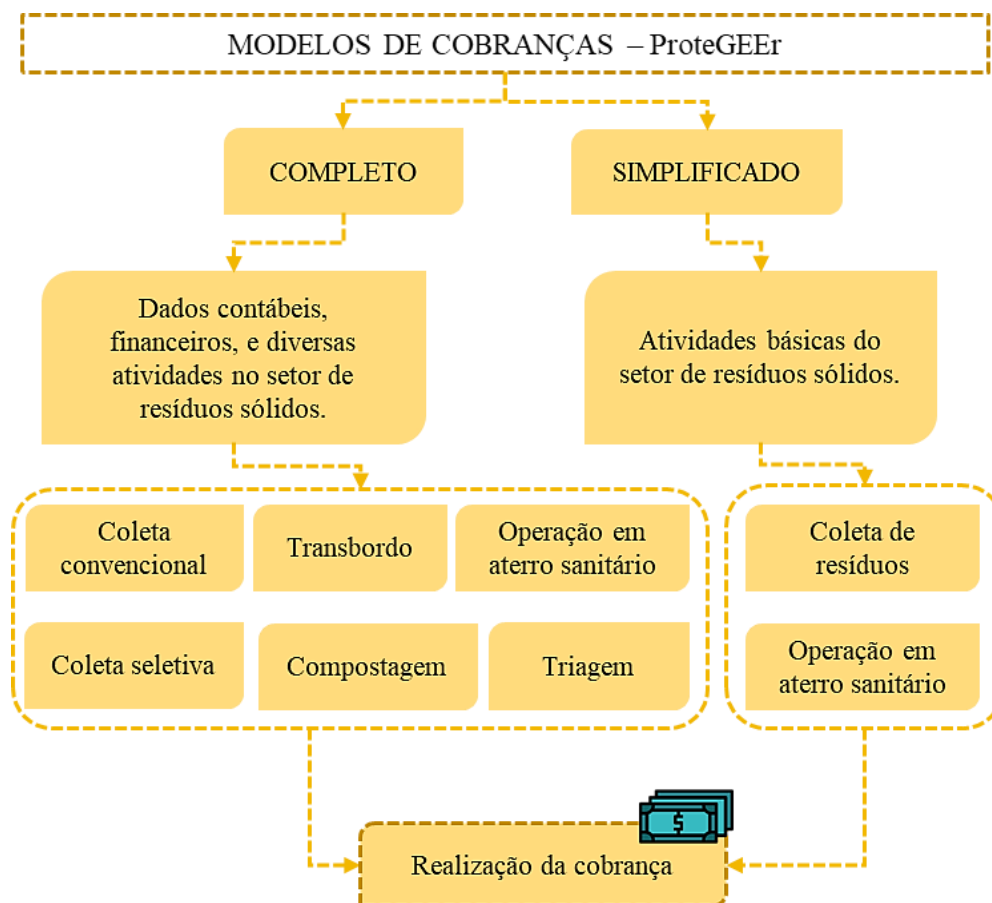 MODELOS DE COBRANÇAS – ProteGEEr
COMPLETO
SIMPLIFICADO
Dados contábeis,
financeiros, e diversas
atividades no setor de
resíduos sólidos.
Atividades básicas do
setor de resíduos sólidos.
Coleta
convencional
Transbordo
Operação em
aterro sanitário
Coleta de
resíduos
Coleta seletiva
Compostagem
Triagem
Operação em
aterro sanitário
$
Realização da cobrança